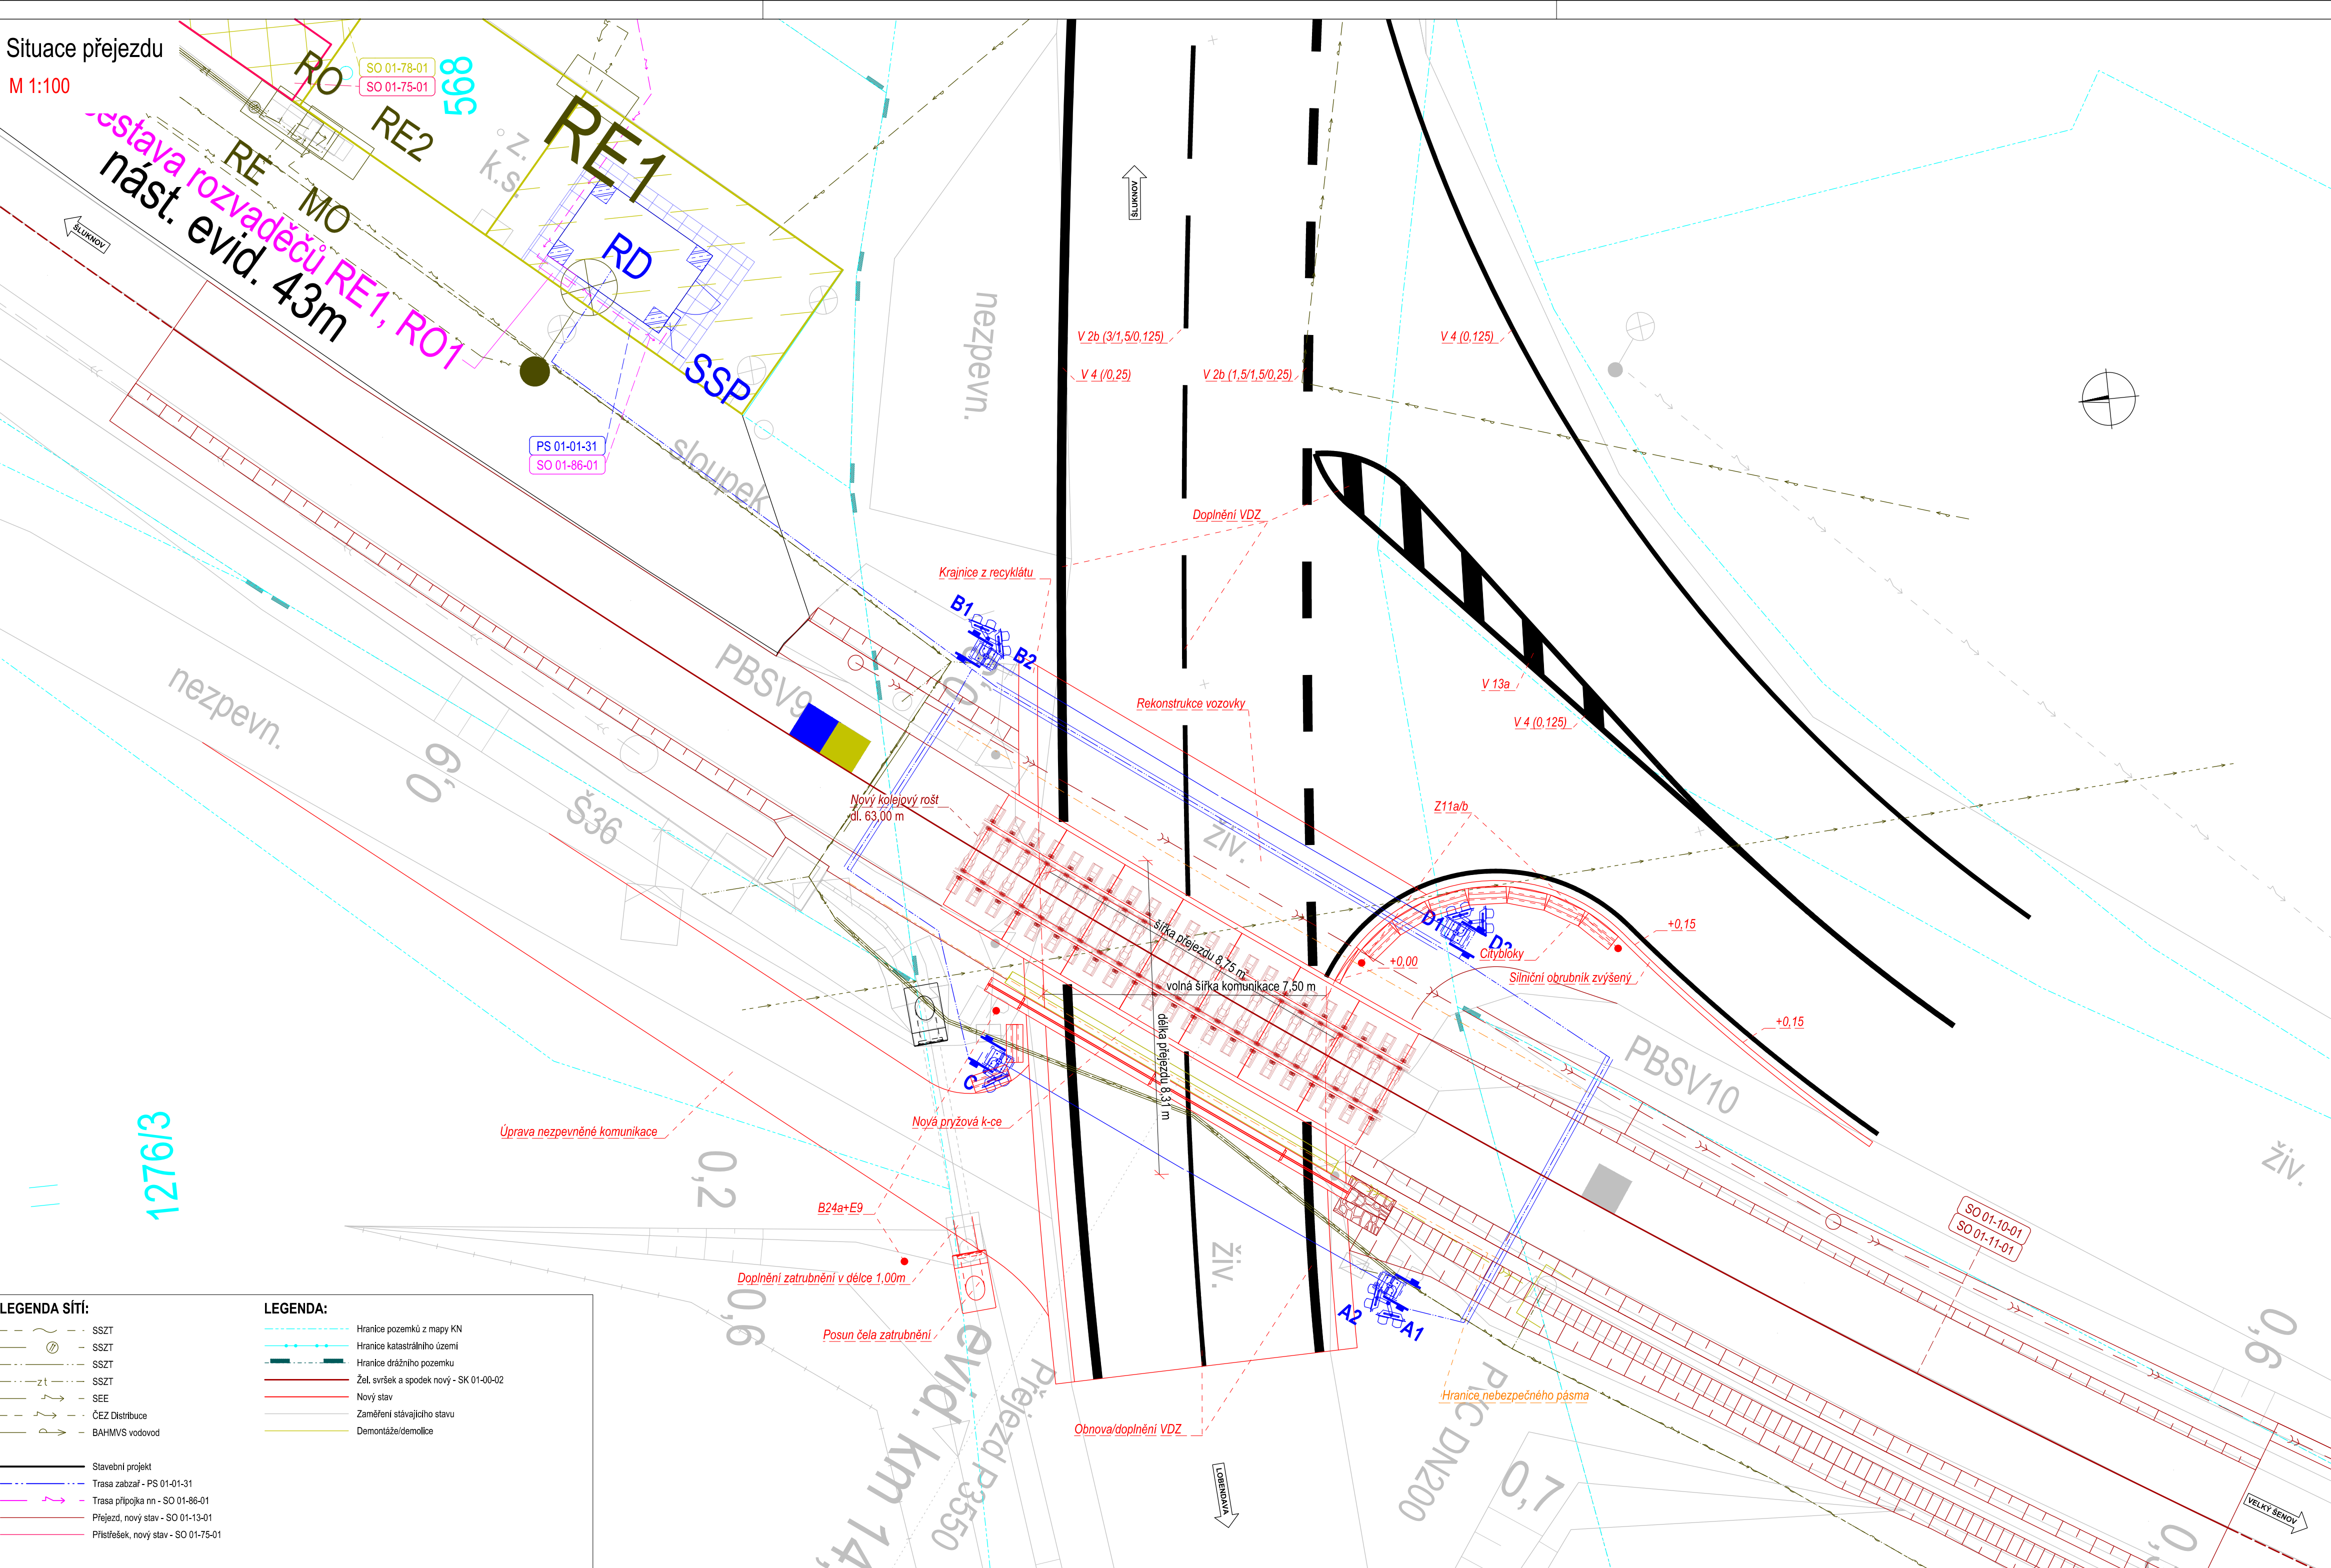 Situace přejezdu
M 1:100
RO
SO 01-78-01
SO 01-75-01
568
RE2
RE1
z.
k.s.
RE
MO
rozvaděčů RE1, RO1
nást. evid. 43m
ŠLUKNOV
RD
SSP
PS 01-01-31
SO 01-86-01
sloupek
nezpevn.
ŠLUKNOV
V 2b (3/1,5/0,125)
V 4 (/0,25)
V 2b (1,5/1,5/0,25)
V 4 (0,125)
Doplnění VDZ
Krajnice z recyklátu
B1
B2
PBSV9
nezpevn.
0,9
Š36
Rekonstrukce vozovky
V 13a
V 4 (0,125)
Nový kolejový rošt
dl. 63,00 m
živ.
Z11a/b
D1
D2
Citybloky
+0,15
+0,00
Silniční obrubník zvýšený
+0,15
šířka přejezdu 8,75 m
volná šířka komunikace 7,50 m
délka přejezdu 8,31 m
PBSV10
C
Nová pryžová k-ce
Úprava nezpevněné komunikace
1276/3
0,2
B24a+E9
Doplnění zatrubnění v délce 1,00m
0,6
Posun čela zatrubnění
živ.
živ.
SO 01-10-01
SO 01-11-01
A2
A1
Hranice nebezpečného pásma
Obnova/doplnění VDZ
evid. km 14,
Přejezd P3550
PVC DN200
0,7
0,6
LOBENDAVA
VELKÝ ŠENOV
LEGENDA SÍTÍ:
SSZT
SSZT
SSZT
zt
SSZT
SEE
ČEZ Distribuce
BAHMVS vodovod
Stavební projekt
Trasa zabzař - PS 01-01-31
Trasa přípojka nn - SO 01-86-01
Přejezd, nový stav - SO 01-13-01
Přístřešek, nový stav - SO 01-75-01
LEGENDA:
Hranice pozemků z mapy KN
Hranice katastrálního území
Hranice drážního pozemku
Žel. svršek a spodek nový - SK 01-00-02
Nový stav
Zaměření stávajícího stavu
Demontáže/demolice